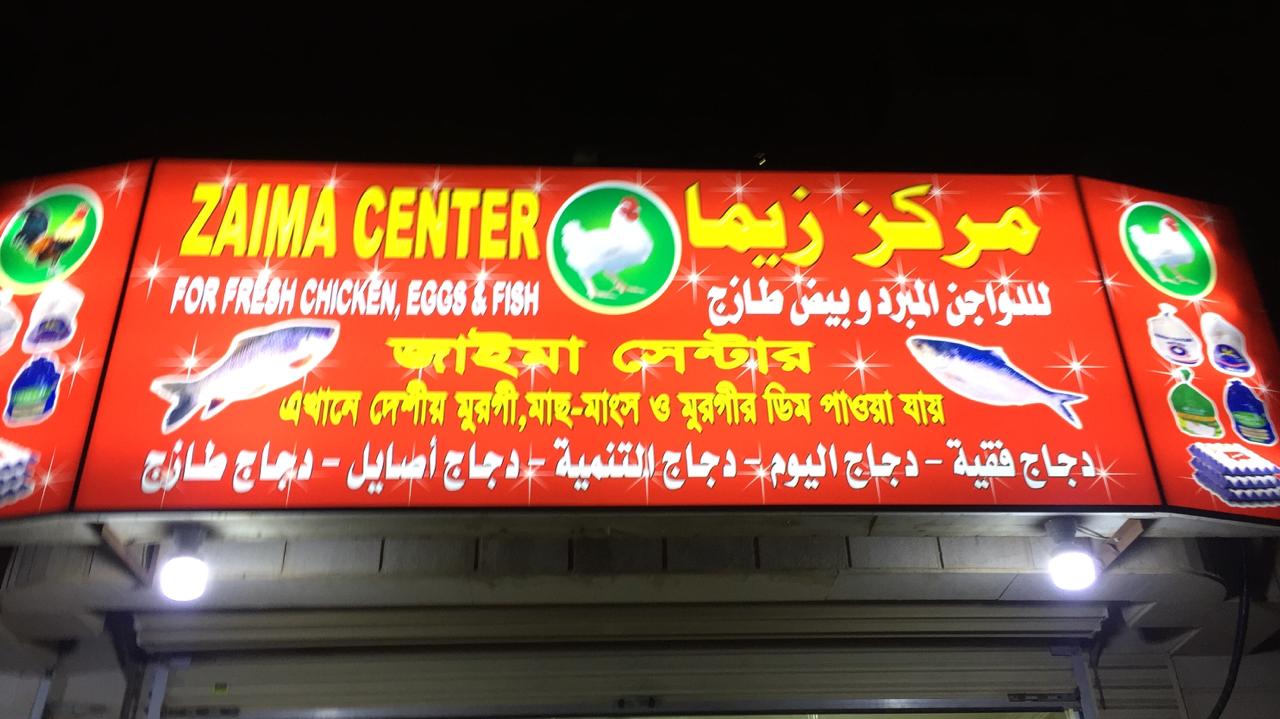 ZAIMA CENTER
مركز زيما
FOR FRESH CHICKEN, EGGS & FISH
للدواجن المبرد و بيض طازج
জাইমা সেন্টার
এখানে দেশীয় মুরগী,মাছ-মাংস ও মুরগীর ডিম পাওয়া যায়
دجاج فقية - دجاج اليوم - دجاج التنمية - دجاج أصايل - دجاج طازج